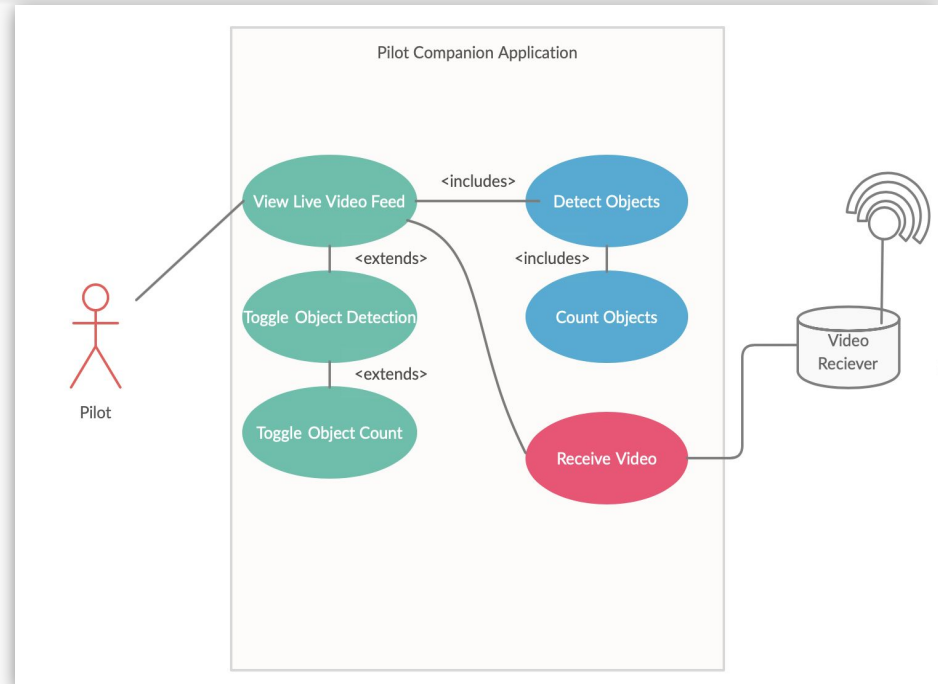 Pilot Companion Application
View Live Video Feed
<includes>
Detect Objects
<extends>
<includes>
Toggle Object Detection
Count Objects
<extends>
Toggle Object Count
Receive Video
Pilot
Video
Reciever